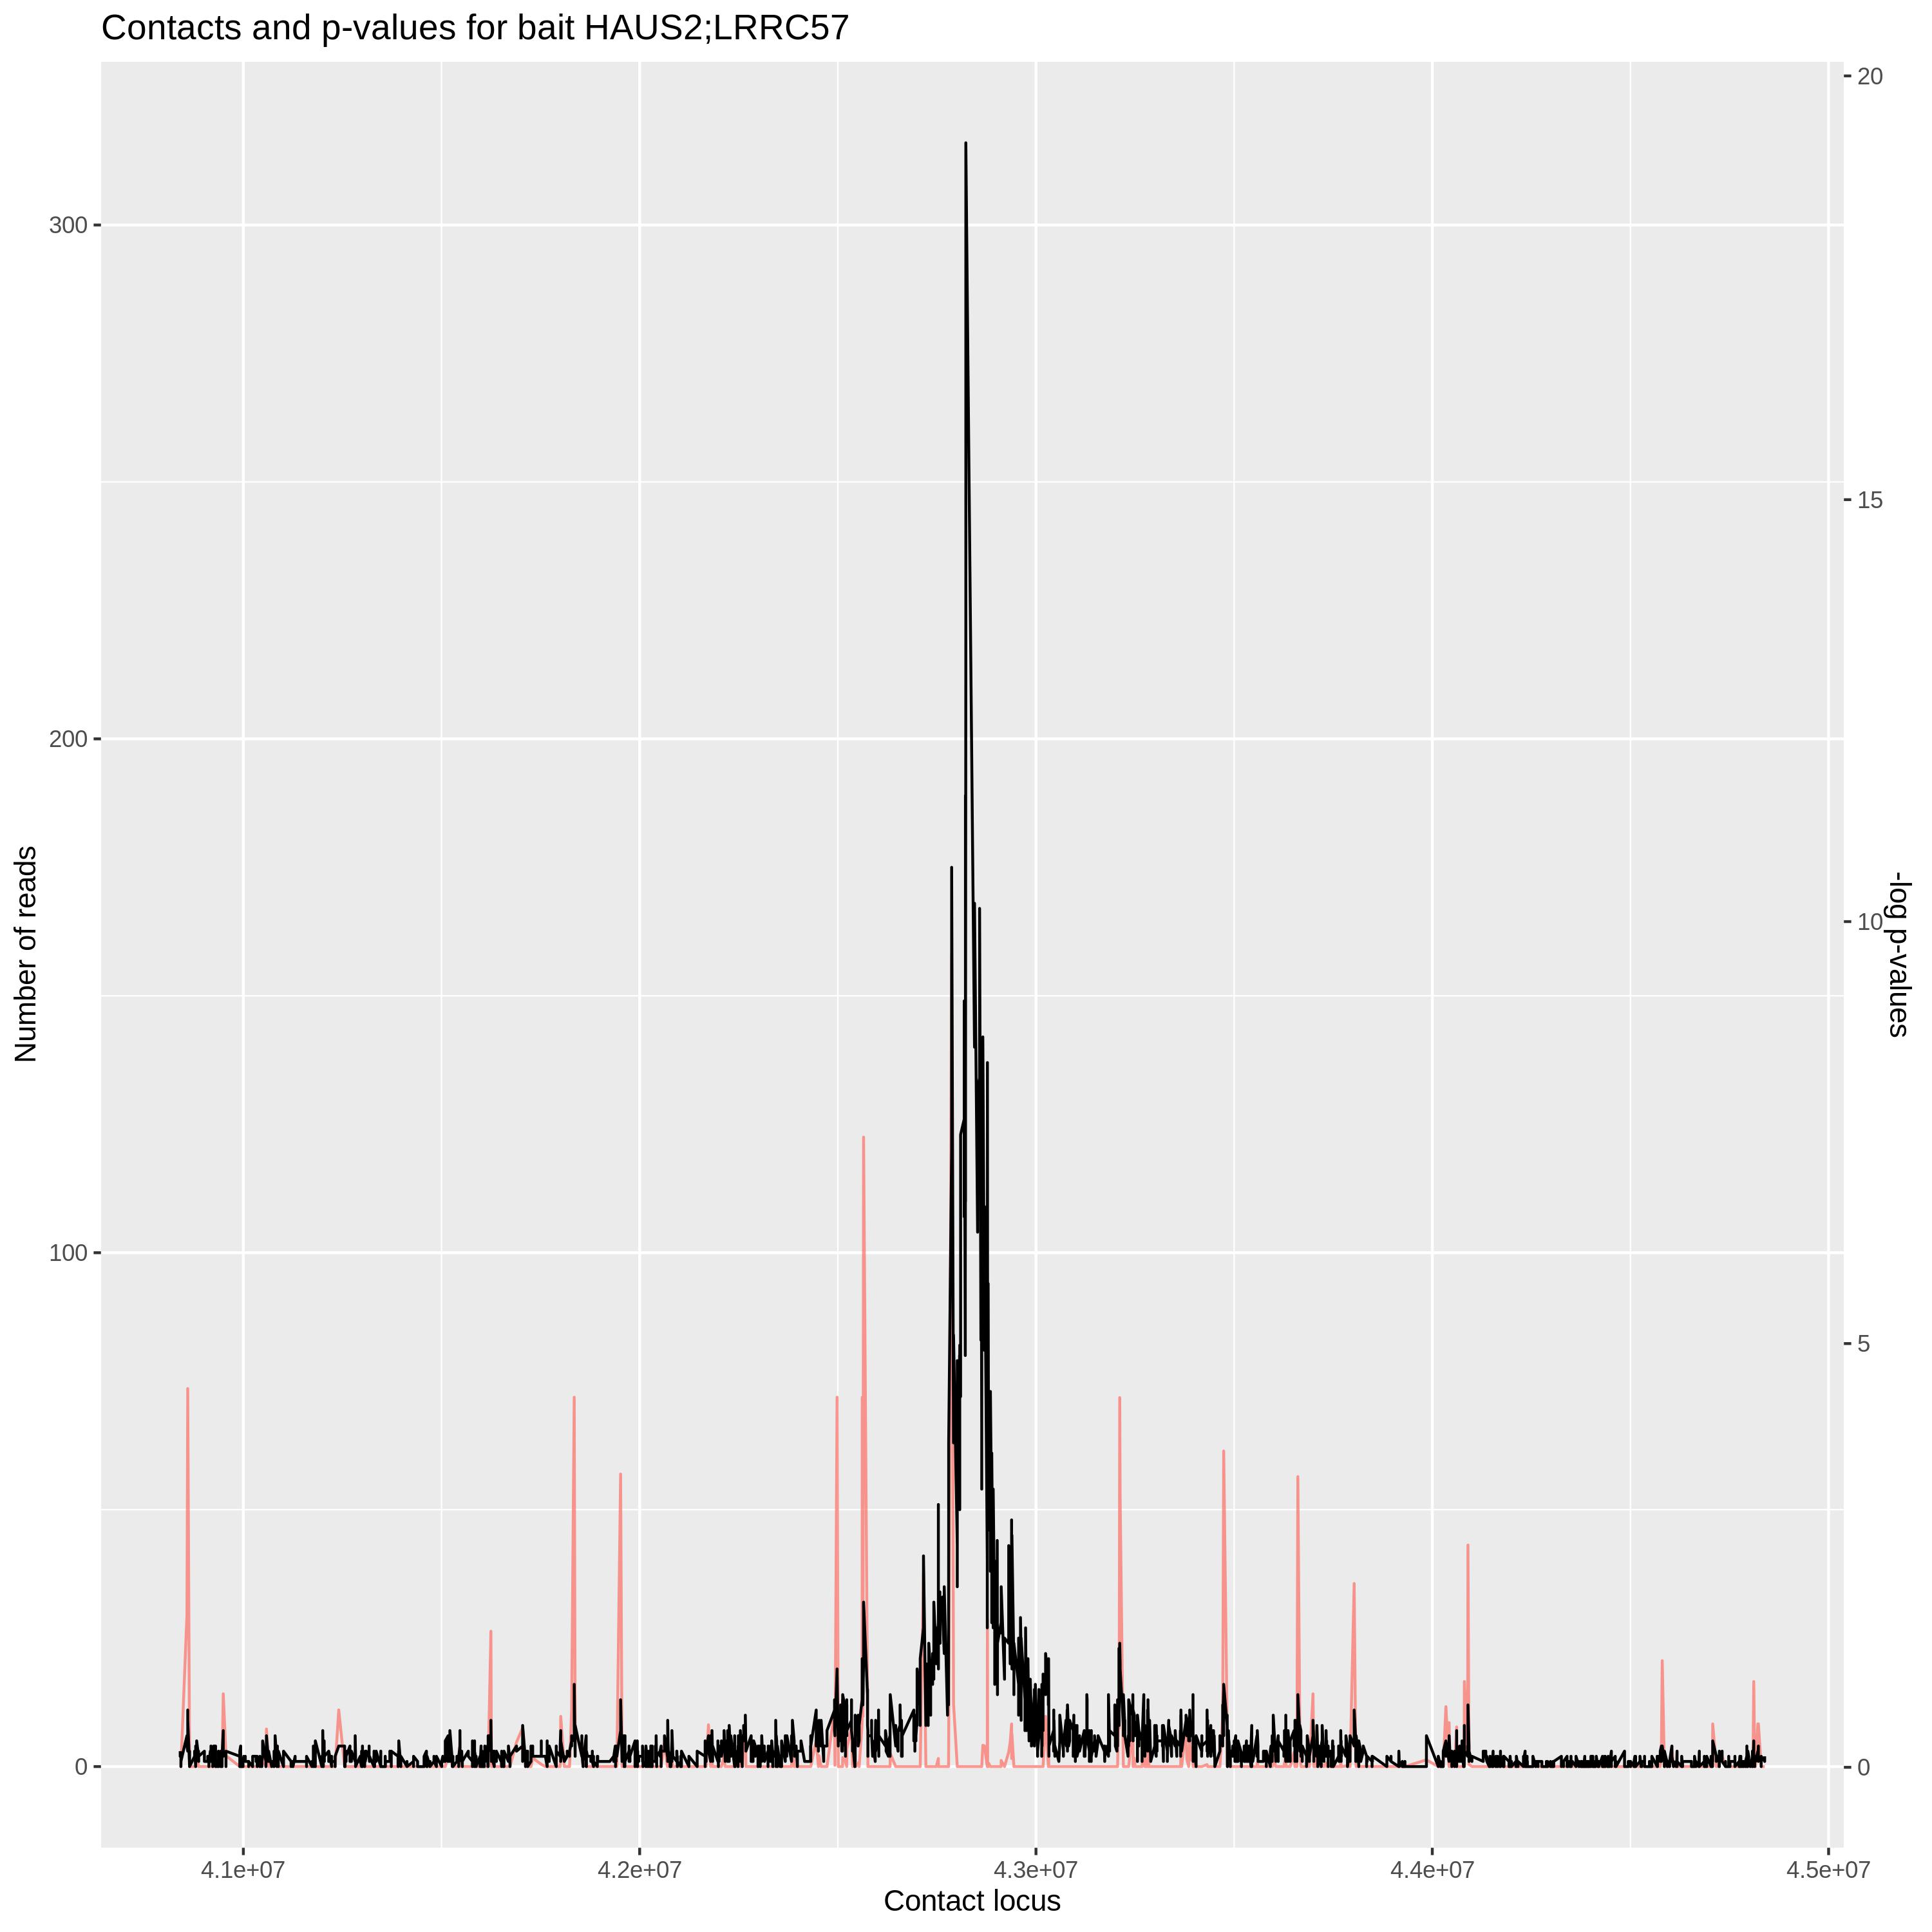 Contacts and p-values for bait HAUS2;LRRC57
20
300
15
200
Number of reads
10
-log p-values
100
5
0
0
4.1e+07 4.2e+07 4.3e+07 4.4e+07 4.5e+07
Contact locus